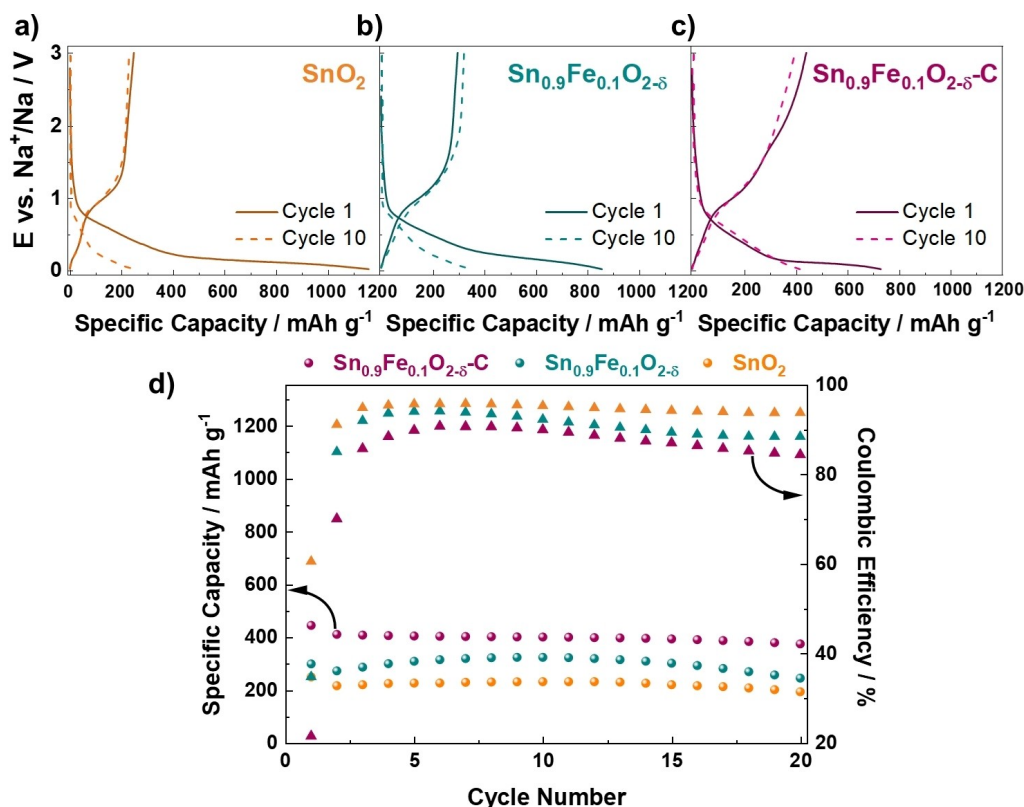 a)
b)
c)
E vs. Na⁺/Na / V
3
2
1
0
SnO₂
Cycle 1
Cycle 10
Sn₀.₉Fe₀.₁O₂₋δ
Cycle 1
Cycle 10
Sn₀.₉Fe₀.₁O₂₋δ-C
Cycle 1
Cycle 10
0 200 400 600 800 1000 1200 200 400 600 800 1000 1200 200 400 600 800 1000 1200
Specific Capacity / mAh g⁻¹
Specific Capacity / mAh g⁻¹
Specific Capacity / mAh g⁻¹
d)
Sn₀.₉Fe₀.₁O₂₋δ-C Sn₀.₉Fe₀.₁O₂₋δ SnO₂
Specific Capacity / mAh g⁻¹
1200
1000
800
600
400
200
0
100
80
60
40
20
Coulombic Efficiency / %
0 5 10 15 20
Cycle Number